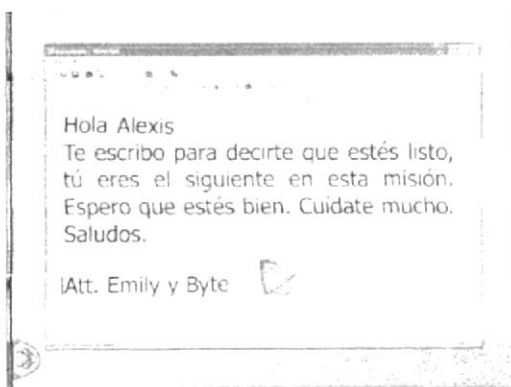 Hola Alexis
Te escribo para decirte que estés listo,
tú eres el siguiente en esta misión.
Espero que estés bien. Cuídate mucho.
Saludos.
Att. Emily y Byte